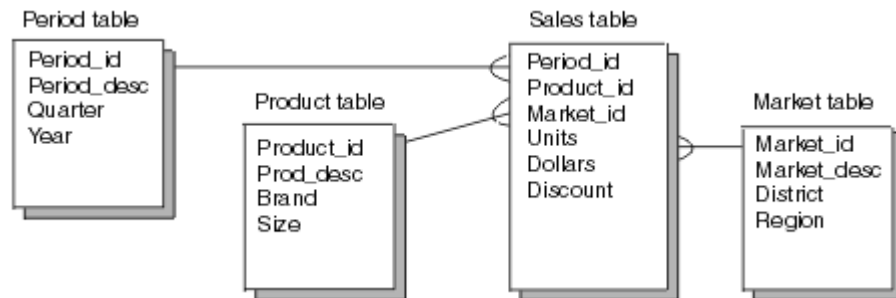 Period table
Period_id
Period_desc
Quarter
Year
Product table
Product_id
Prod_desc
Brand
Size
Sales table
Period_id
Product_id
Market_id
Units
Dollars
Discount
Market table
Market_id
Market_desc
District
Region